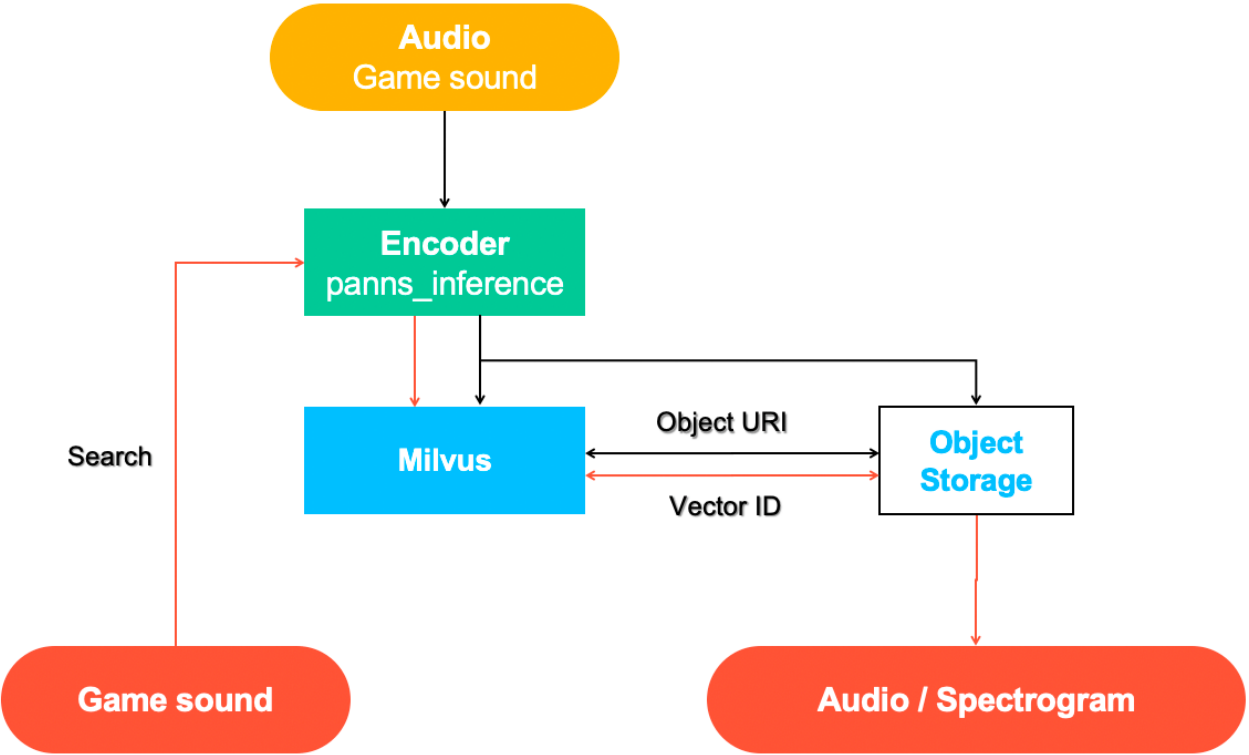 Audio
Game sound
Encoder
panns_inference
Search
Milvus
Object URI
Vector ID
Object
Storage
Game sound
Audio / Spectrogram